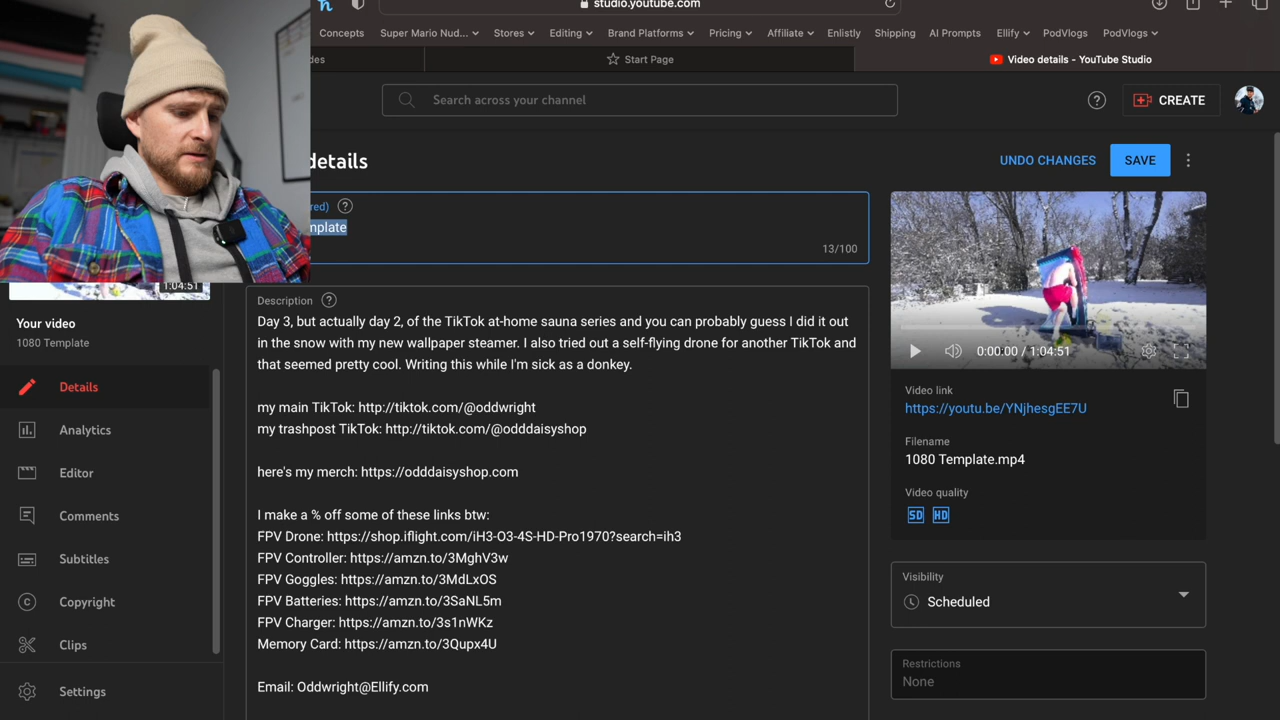 studio.youtube.com
Concepts Super Mario Nud... Stores Editing Brand Platforms Pricing Affiliate Enlistly Shipping AI Prompts Ellify PodVlogs PodVlogs
des Start Page Video details - YouTube Studio
Search across your channel ? CREATE
details UNDO CHANGES SAVE
red) ?
mplate
13/100
1:04:51
Your video
1080 Template
Details
Analytics
Editor
Comments
Subtitles
Copyright
Clips
Settings
Description ?
Day 3, but actually day 2, of the TikTok at-home sauna series and you can probably guess I did it out
in the snow with my new wallpaper steamer. I also tried out a self-flying drone for another TikTok and
that seemed pretty cool. Writing this while I'm sick as a donkey.
my main TikTok: http://tiktok.com/@oddwright
my trashpost TikTok: http://tiktok.com/@odddaisyshop
here's my merch: https://odddaisyshop.com
I make a % off some of these links btw:
FPV Drone: https://shop.iflight.com/iH3-O3-4S-HD-Pro1970?search=ih3
FPV Controller: https://amzn.to/3MghV3w
FPV Goggles: https://amzn.to/3MdLxOS
FPV Batteries: https://amzn.to/3SaNL5m
FPV Charger: https://amzn.to/3s1nWKz
Memory Card: https://amzn.to/3Qupx4U
Email: Oddwright@Ellify.com
0:00:00 / 1:04:51
Video link
https://youtu.be/YNjhesgEE7U
Filename
1080 Template.mp4
Video quality
SD HD
Visibility
Scheduled
Restrictions
None